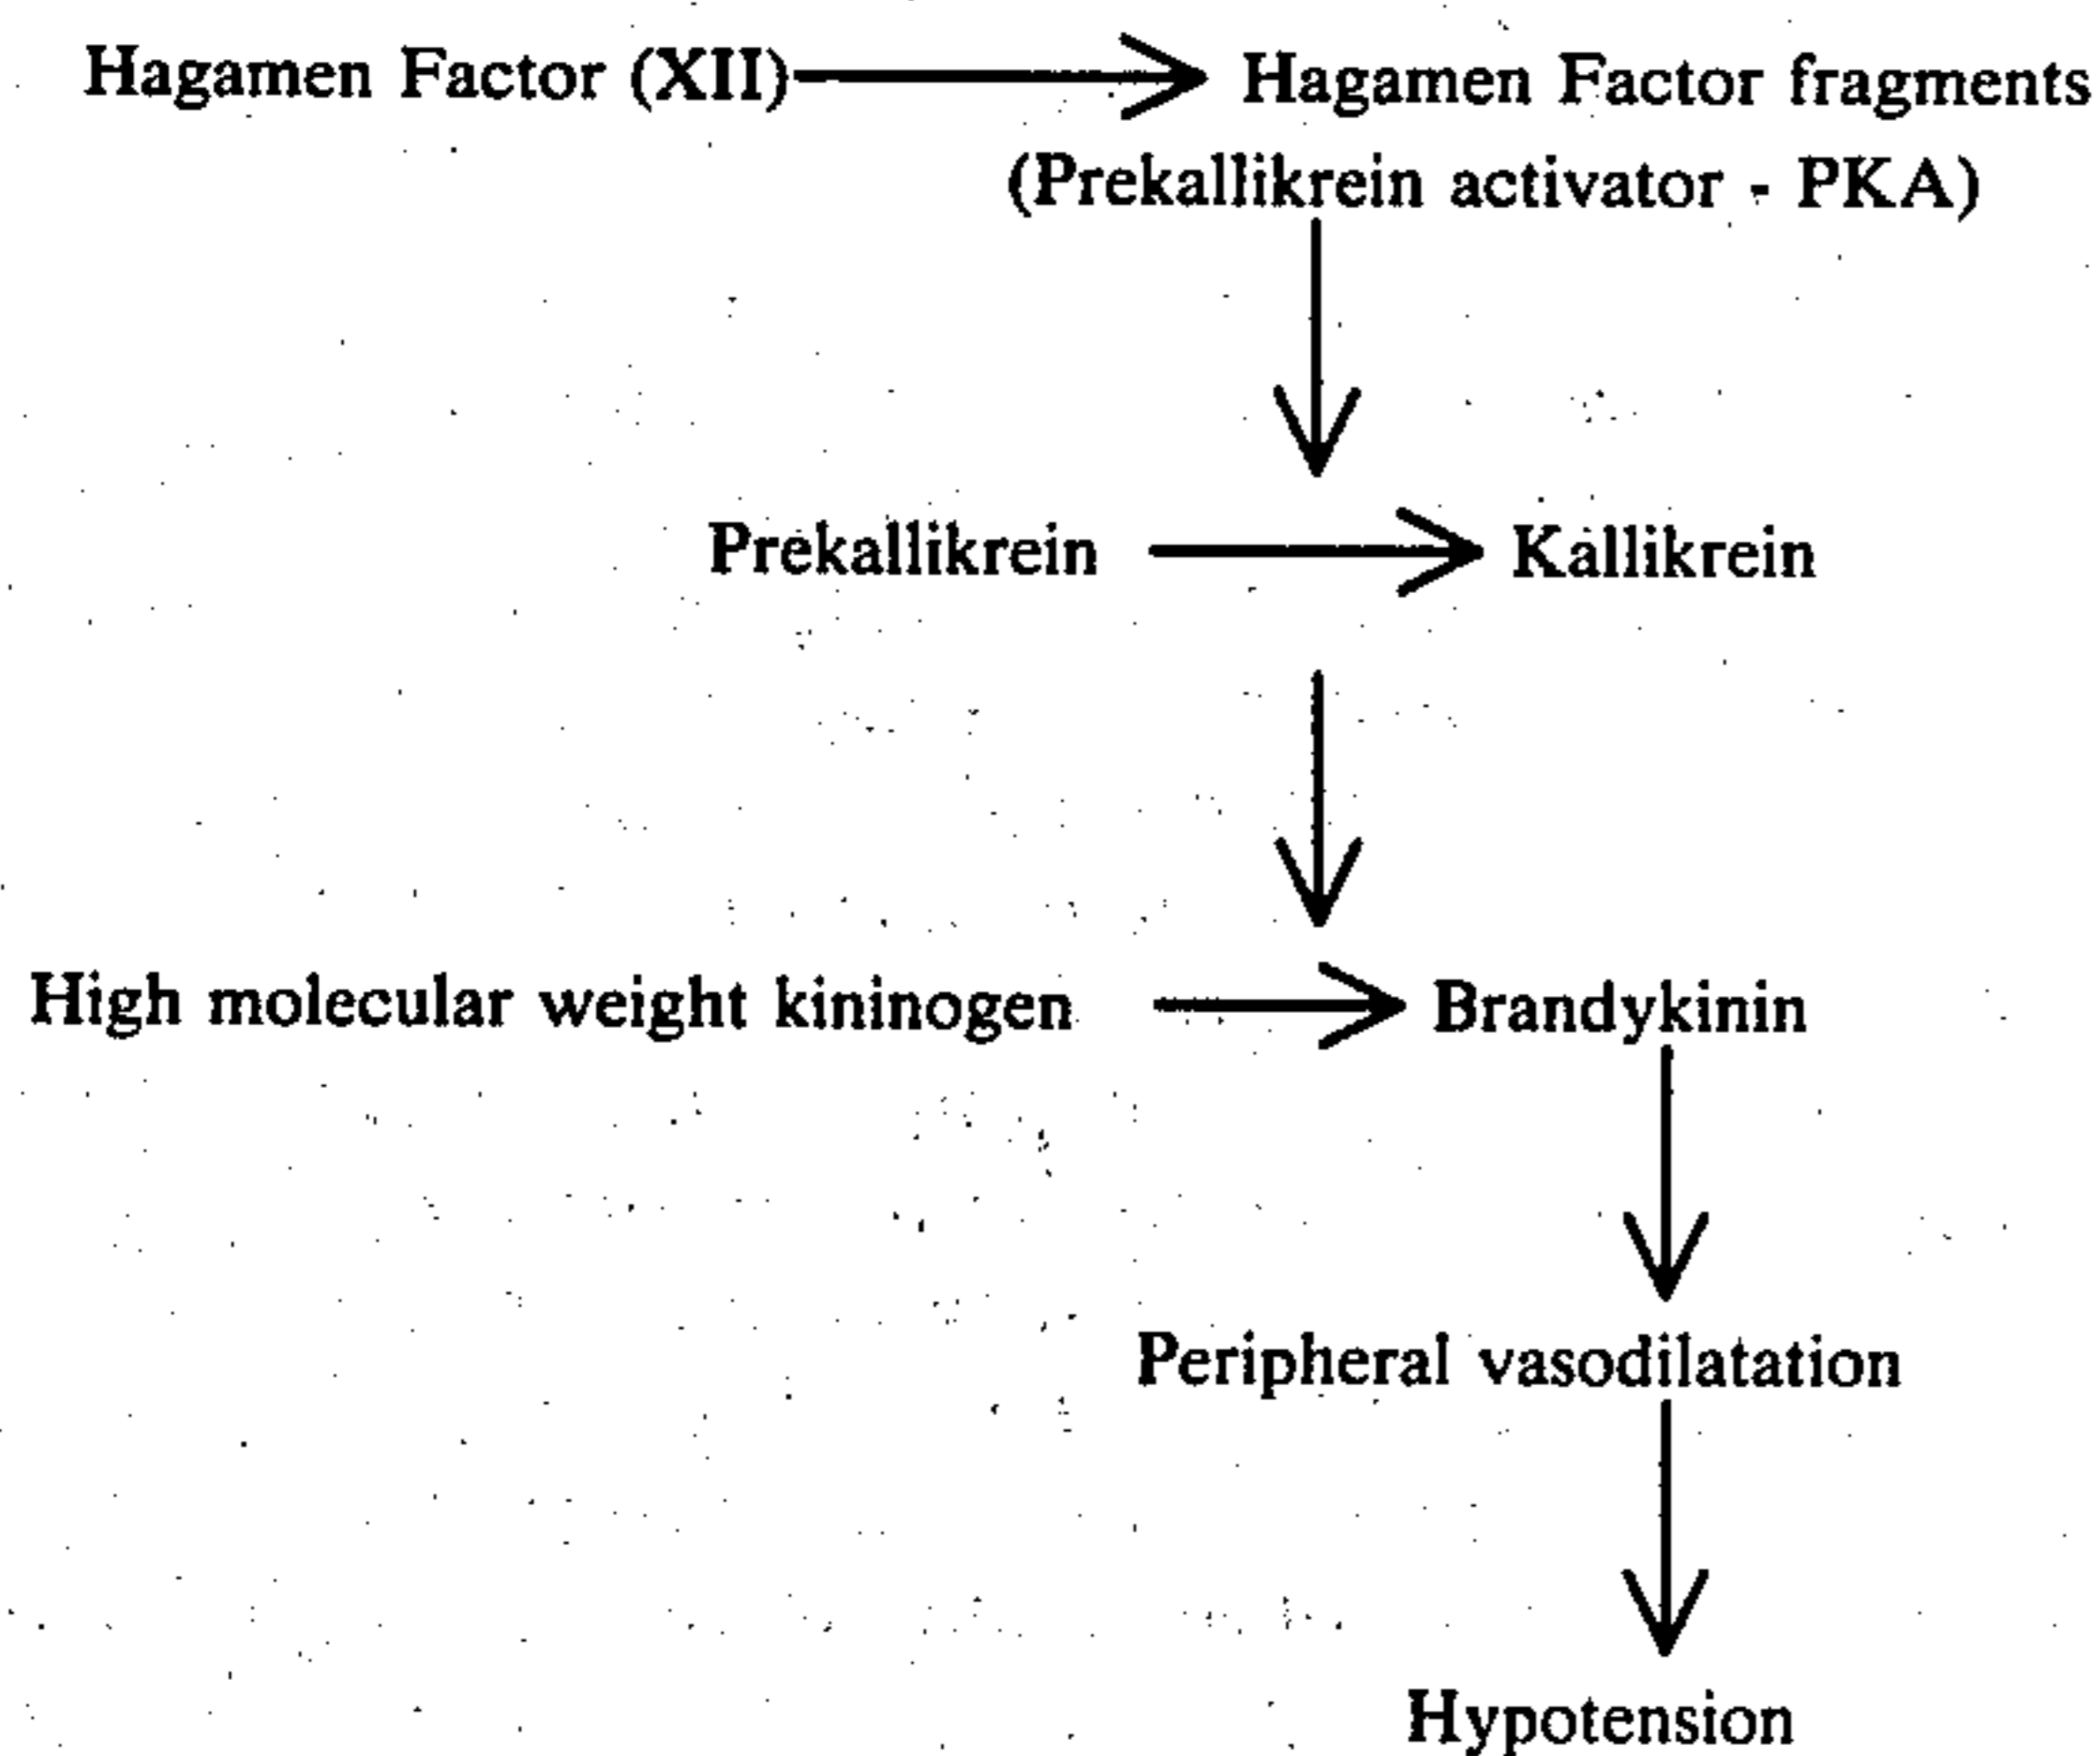 Hagamen Factor (XII) Hagamen Factor fragments
(Prekallikrein activator - PKA)
Prekallikrein Kallikrein
High molecular weight kininogen Brandykinin
Peripheral vasodilatation
Hypotension